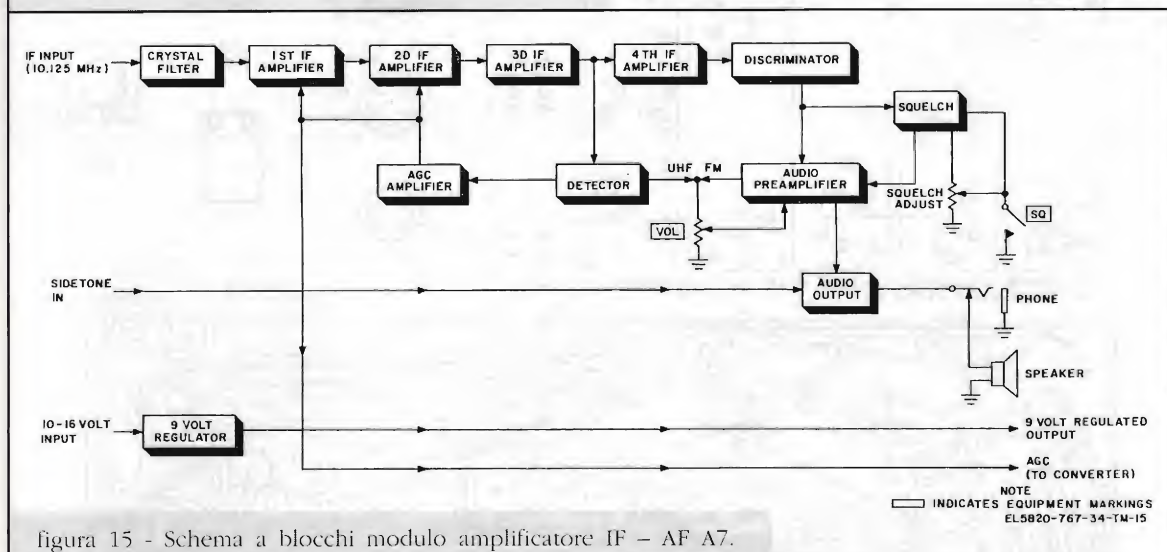 IF INPUT
(10.125 MHz)
CRYSTAL
FILTER
1ST IF
AMPLIFIER
2D IF
AMPLIFIER
3D IF
AMPLIFIER
4TH IF
AMPLIFIER
DISCRIMINATOR
SQUELCH
AGC
AMPLIFIER
DETECTOR
UHF FM
AUDIO
PREAMPLIFIER
SQUELCH
ADJUST
VOL
SQ
SIDETONE
IN
AUDIO
OUTPUT
PHONE
SPEAKER
10-16 VOLT
INPUT
9 VOLT
REGULATOR
9 VOLT REGULATED
OUTPUT
AGC
(TO CONVERTER)
NOTE
INDICATES EQUIPMENT MARKINGS
EL5820-767-34-TM-15
figura 15 - Schema a blocchi modulo amplificatore IF – AF A7.